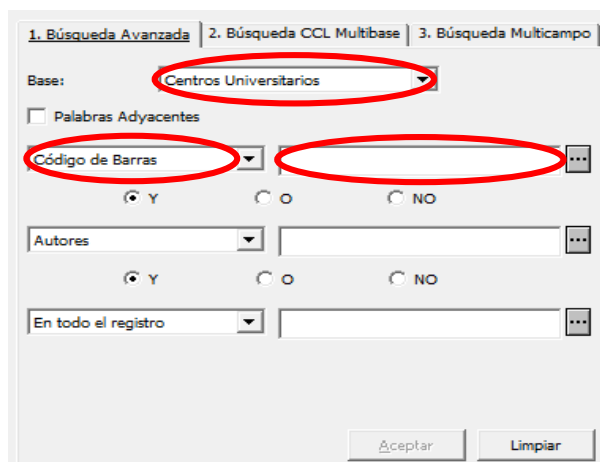 1. Búsqueda Avanzada 2. Búsqueda CCL Multibase 3. Búsqueda Multicampo
Base: Centros Universitarios
Palabras Adyacentes
Código de Barras ...
Y O NO
Autores ...
Y O NO
En todo el registro ...
Aceptar Limpiar